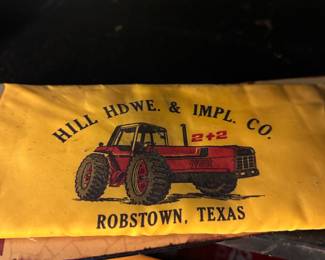 HILL HDWE. & IMPL. CO.
2+2
ROBSTOWN, TEXAS